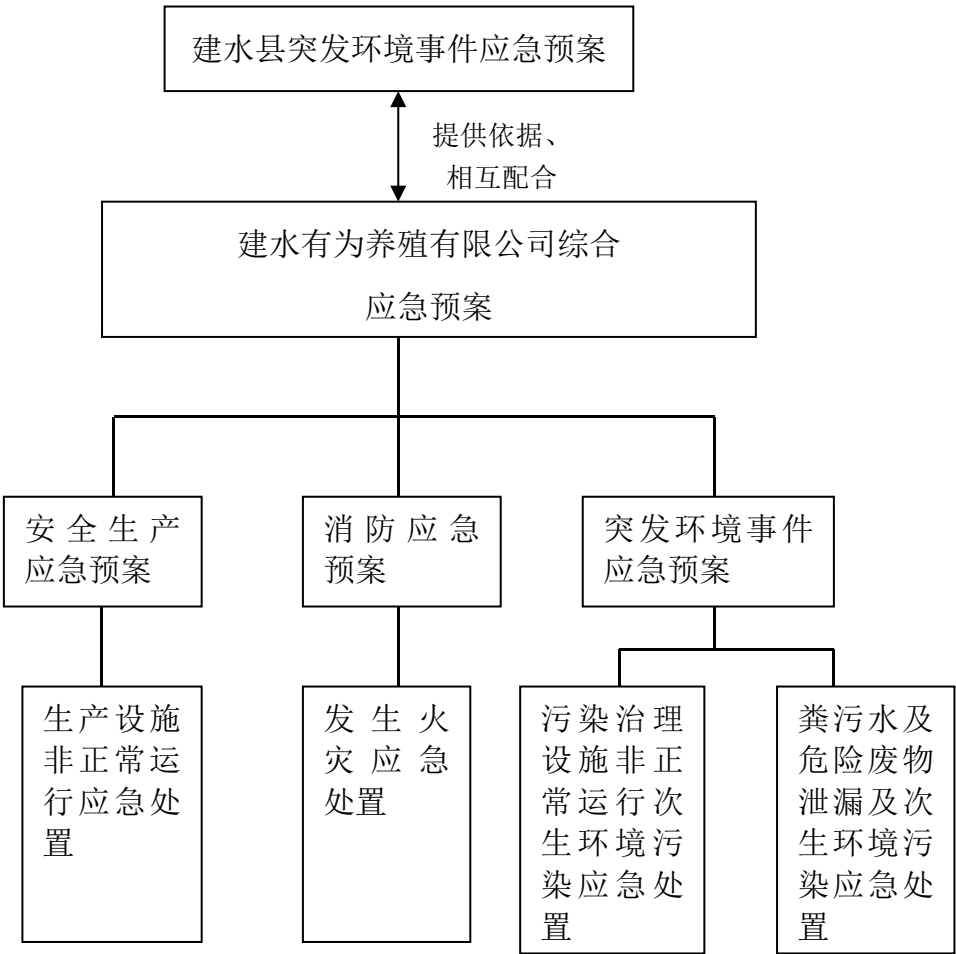 建水县突发环境事件应急预案
提供依据、
相互配合
建水有为养殖有限公司综合
应急预案
安全生产
应急预案
消防应急
预案
突发环境事件
应急预案
生产设施
非正常运
行应急处
置
发生火
灾应急
处置
污染治理
设施非正
常运行次
生环境污
染应急处
置
粪污水及
危险废物
泄漏及次
生环境污
染应急处
置